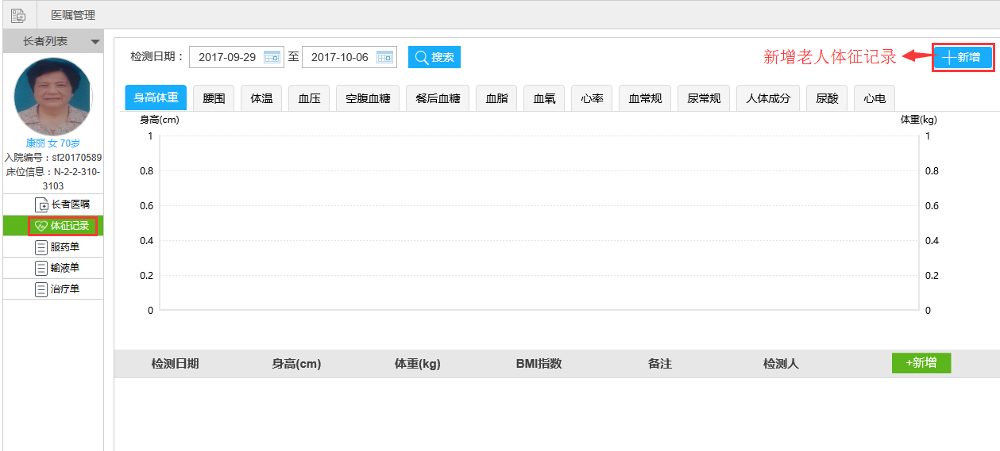 医嘱管理
长者列表
康丽 女 70岁
入院编号：sf20170589
床位信息：N-2-2-310-
3103
长者医嘱
体征记录
服药单
输液单
治疗单
检测日期： 2017-09-29 至 2017-10-06 搜索
新增老人体征记录 新增
身高体重 腰围 体温 血压 空腹血糖 餐后血糖 血脂 血氧 心率 血常规 尿常规 人体成分 尿酸 心电
身高(cm) 体重(kg)
1 1
0.8 0.8
0.6 0.6
0.4 0.4
0.2 0.2
0 0
检测日期 身高(cm) 体重(kg) BMI指数 备注 检测人 +新增